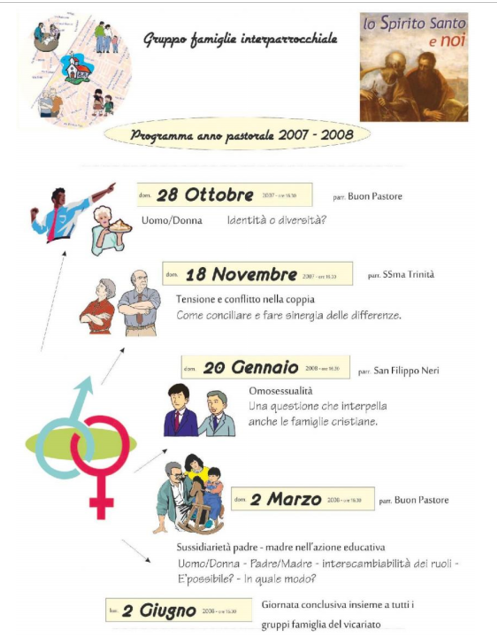 Gruppo famiglie interparrocchiale
lo Spirito Santo
e noi
Programma anno pastorale 2007 - 2008
dom. 28 Ottobre 2007 - ore 16.30 parr. Buon Pastore
Uomo/Donna Identità o diversità?
dom. 18 Novembre 2007 - ore 16.30 parr. SSma Trinità
Tensione e conflitto nella coppia
Come conciliare e fare sinergia delle differenze.
dom. 20 Gennaio 2008 - ore 16.30 parr. San Filippo Neri
Omosessualità
Una questione che interpella
anche le famiglie cristiane.
dom. 2 Marzo 2008 - ore 16.30 parr. Buon Pastore
Sussidiarietà padre - madre nell'azione educativa
Uomo/Donna - Padre/Madre - interscambiabilità dei ruoli -
E'possibile? - In quale modo?
lun. 2 Giugno 2008 - ore 16.30 Giornata conclusiva insieme a tutti i
gruppi famiglia del vicariato